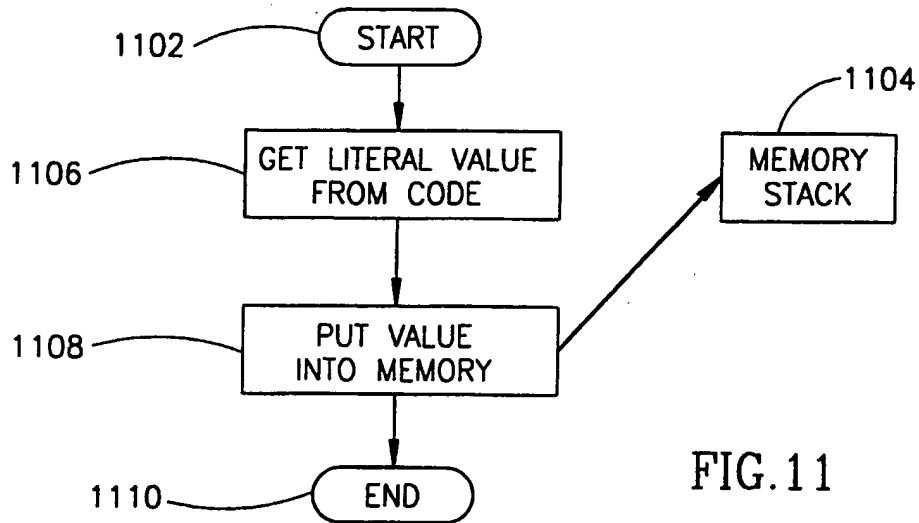 1102
START
1104
1106
GET LITERAL VALUE
FROM CODE
MEMORY
STACK
1108
PUT VALUE
INTO MEMORY
1110
END
FIG.11